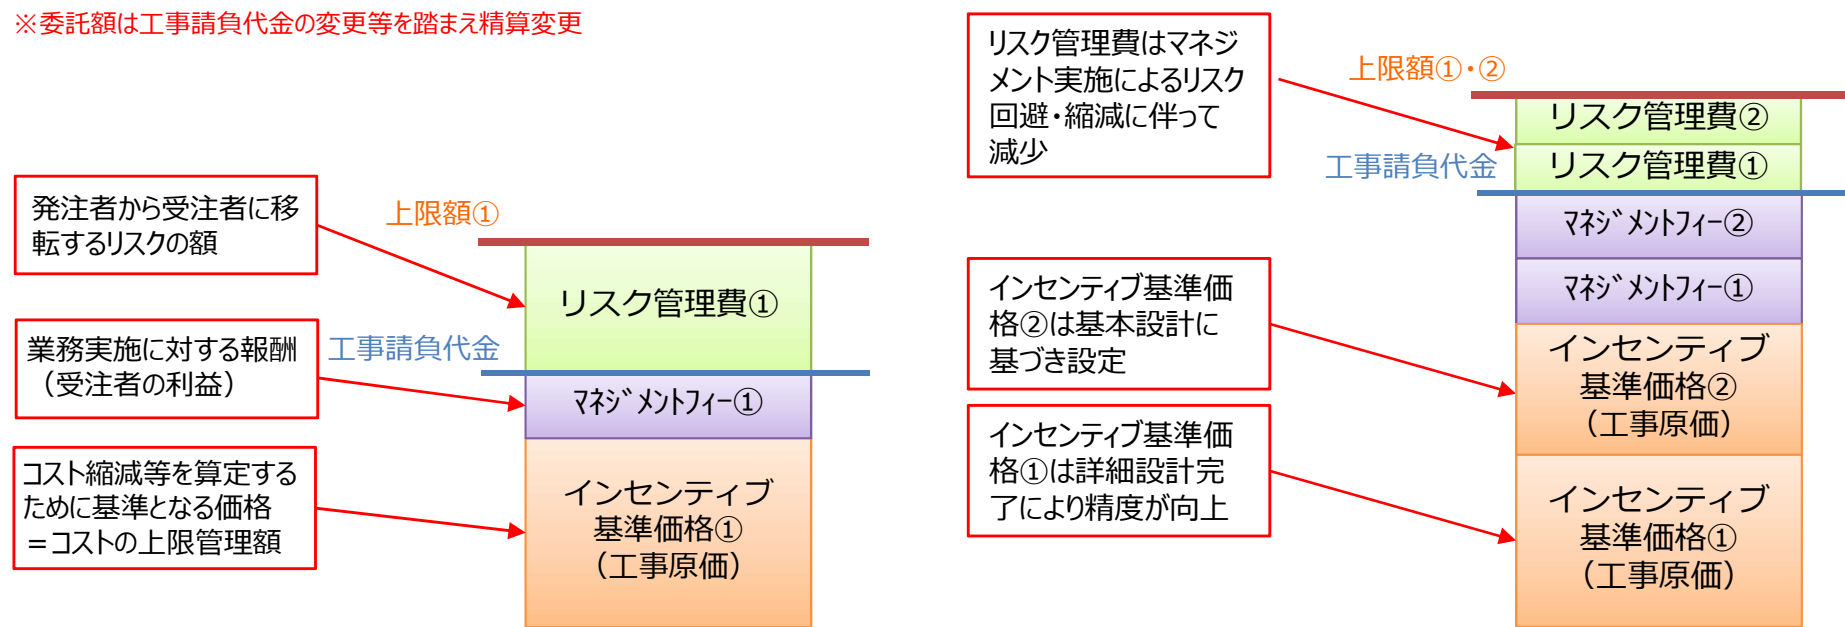 ※委託額は工事請負代金の変更等を踏まえ精算変更
発注者から受注者に移
転するリスクの額
業務実施に対する報酬
（受注者の利益）
コスト縮減等を算定する
ために基準となる価格
＝コストの上限管理額
上限額①
工事請負代金
リスク管理費①
ﾏﾈｼﾞﾒﾝﾄﾌｨｰ①
インセンティブ
基準価格①
（工事原価）
リスク管理費はマネジ
メント実施によるリスク
回避・縮減に伴って
減少
インセンティブ基準価
格②は基本設計に
基づき設定
インセンティブ基準価
格①は詳細設計完
了により精度が向上
上限額①・②
工事請負代金
リスク管理費②
リスク管理費①
ﾏﾈｼﾞﾒﾝﾄﾌｨｰ②
ﾏﾈｼﾞﾒﾝﾄﾌｨｰ①
インセンティブ
基準価格②
（工事原価）
インセンティブ
基準価格①
（工事原価）